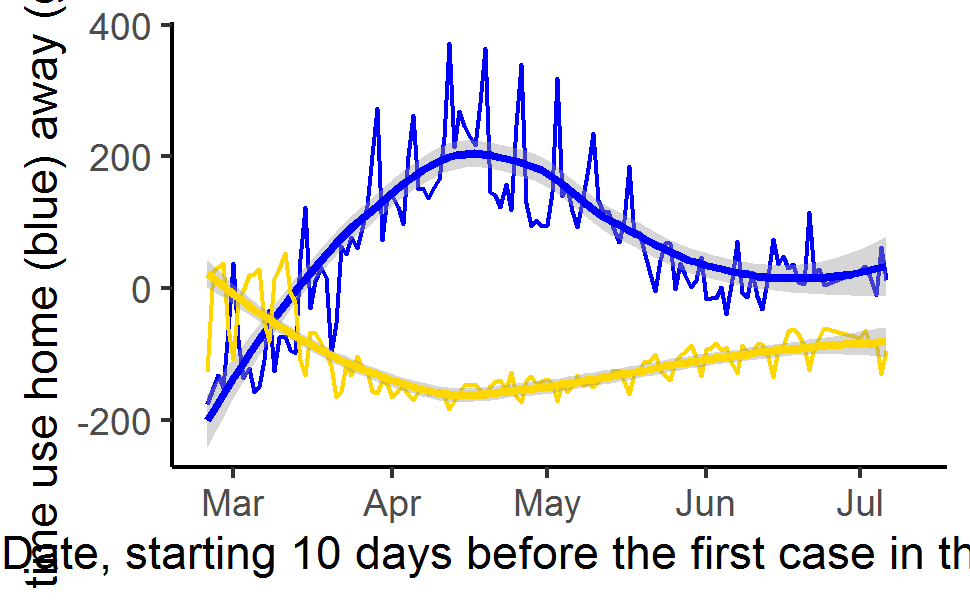 time use home (blue) away (
400
200
0
-200
Mar Apr May Jun Jul
Date, starting 10 days before the first case in th